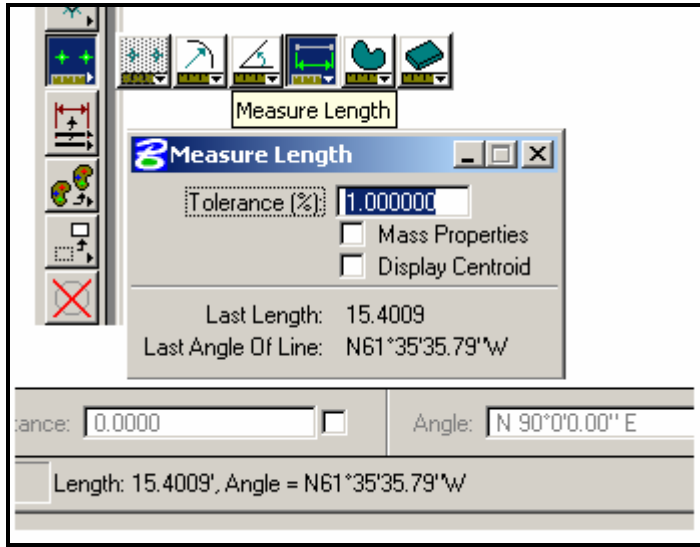 Measure Length
Measure Length
Tolerance (%): 1.000000
Mass Properties
Display Centroid
Last Length: 15.4009
Last Angle Of Line: N61°35'35.79"W
tance: 0.0000 Angle: N 90°0'0.00" E
Length: 15.4009', Angle = N61°35'35.79"W